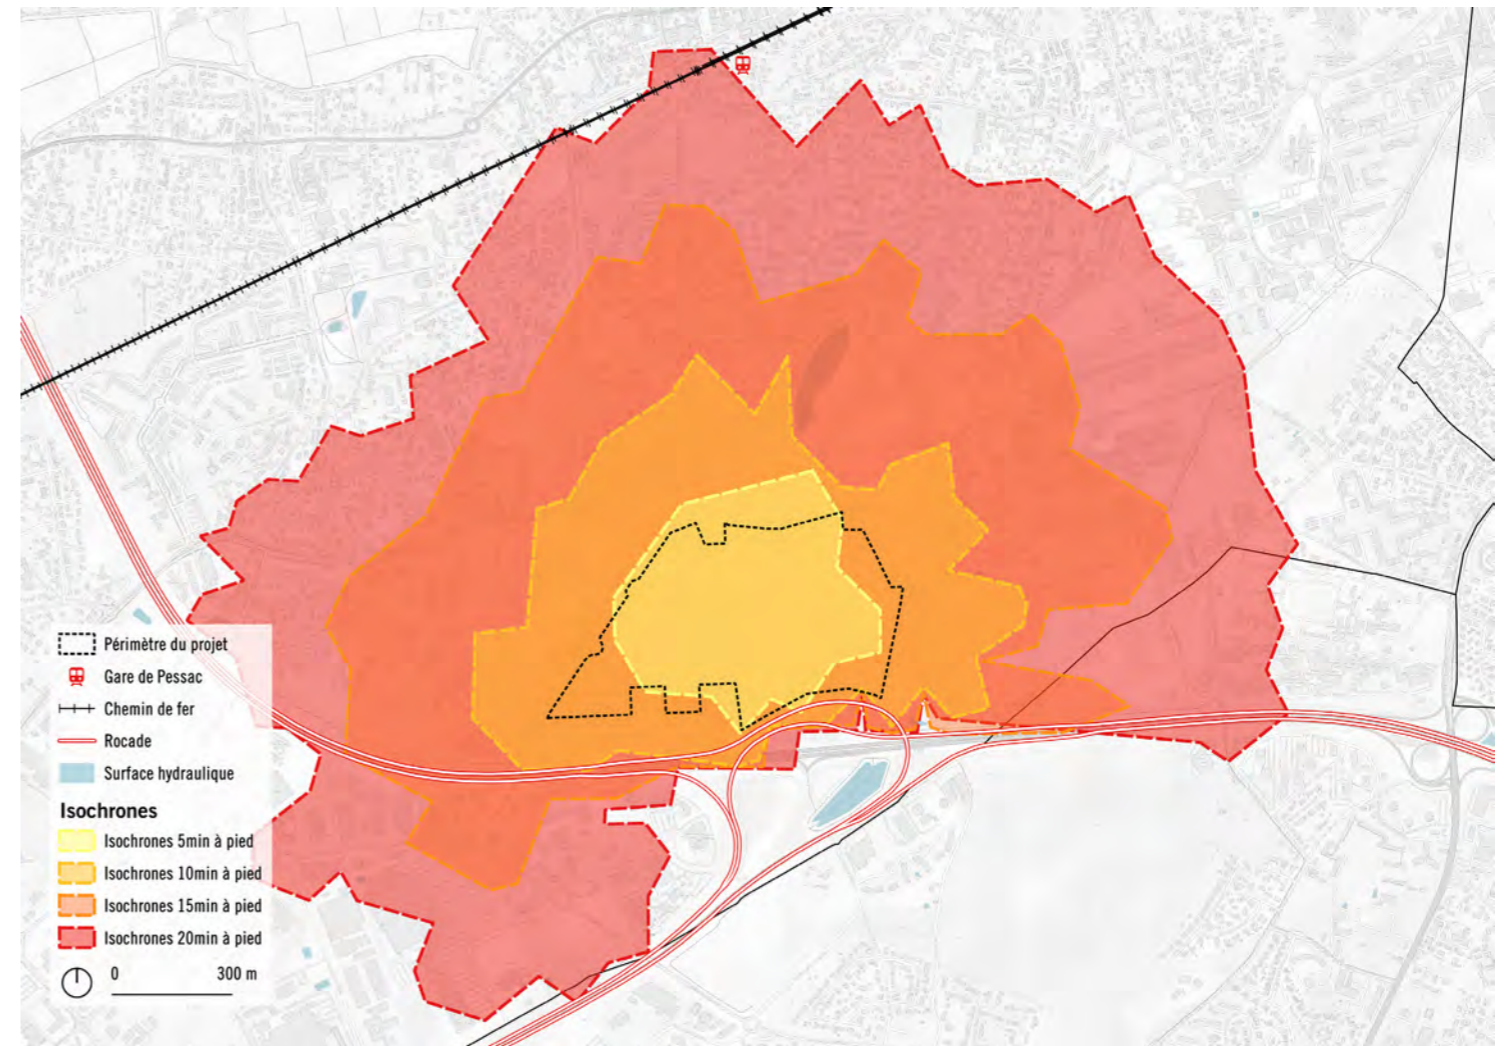 Périmètre du projet
Gare de Pessac
Chemin de fer
Rocade
Surface hydraulique
Isochrones
Isochrones 5min à pied
Isochrones 10min à pied
Isochrones 15min à pied
Isochrones 20min à pied
0 300 m